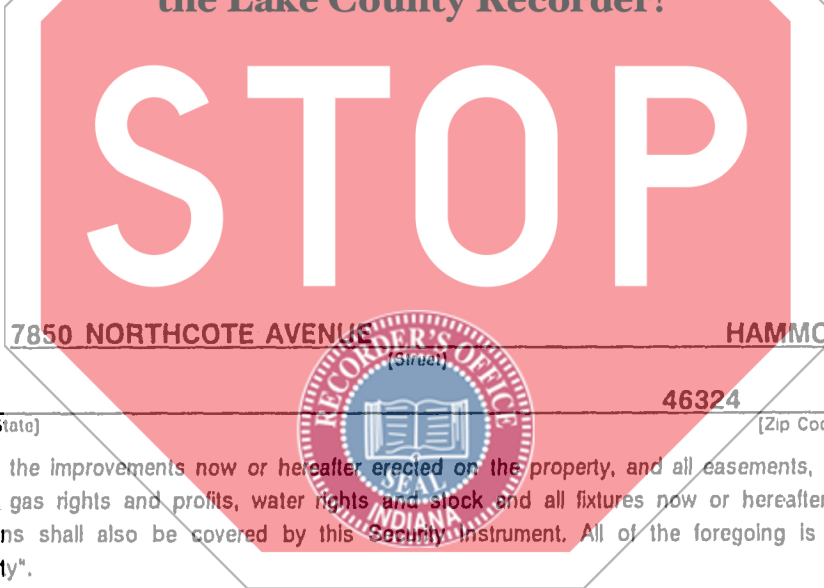 the Lake County Recorder!
STOP
7850 NORTHCOTE AVENUE HAMMO
[Street]
46324
State] [Zip Cod
RECORDER'S OFFICE
SEAL
INDIANA
the improvements now or hereafter erected on the property, and all easements,
gas rights and profits, water rights and stock and all fixtures now or hereafter
ns shall also be covered by this Security Instrument. All of the foregoing is
ty".